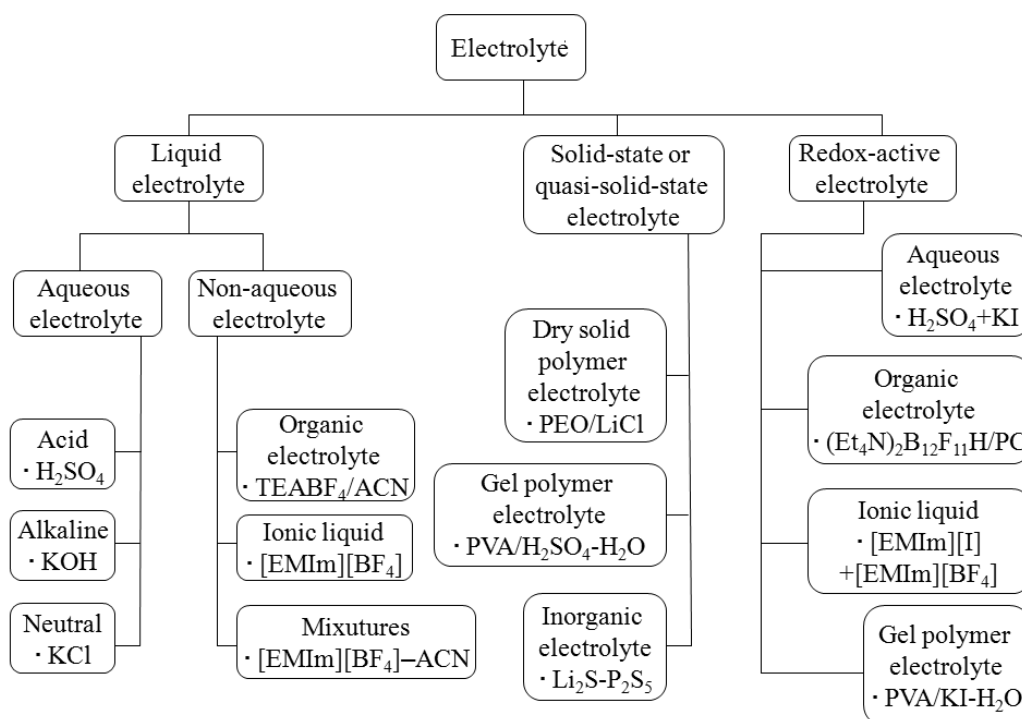 Electrolyte
Liquid
electrolyte
Solid-state or
quasi-solid-state
electrolyte
Redox-active
electrolyte
Aqueous
electrolyte
Non-aqueous
electrolyte
Acid
· H₂SO₄
Alkaline
· KOH
Neutral
· KCl
Organic
electrolyte
· TEABF₄/ACN
Ionic liquid
· [EMIm][BF₄]
Mixutures
· [EMIm][BF₄]–ACN
Dry solid
polymer
electrolyte
· PEO/LiCl
Gel polymer
electrolyte
· PVA/H₂SO₄-H₂O
Inorganic
electrolyte
· Li₂S-P₂S₅
Aqueous
electrolyte
· H₂SO₄+KI
Organic
electrolyte
· (Et₄N)₂B₁₂F₁₁H/PC
Ionic liquid
· [EMIm][I]
+[EMIm][BF₄]
Gel polymer
electrolyte
· PVA/KI-H₂O